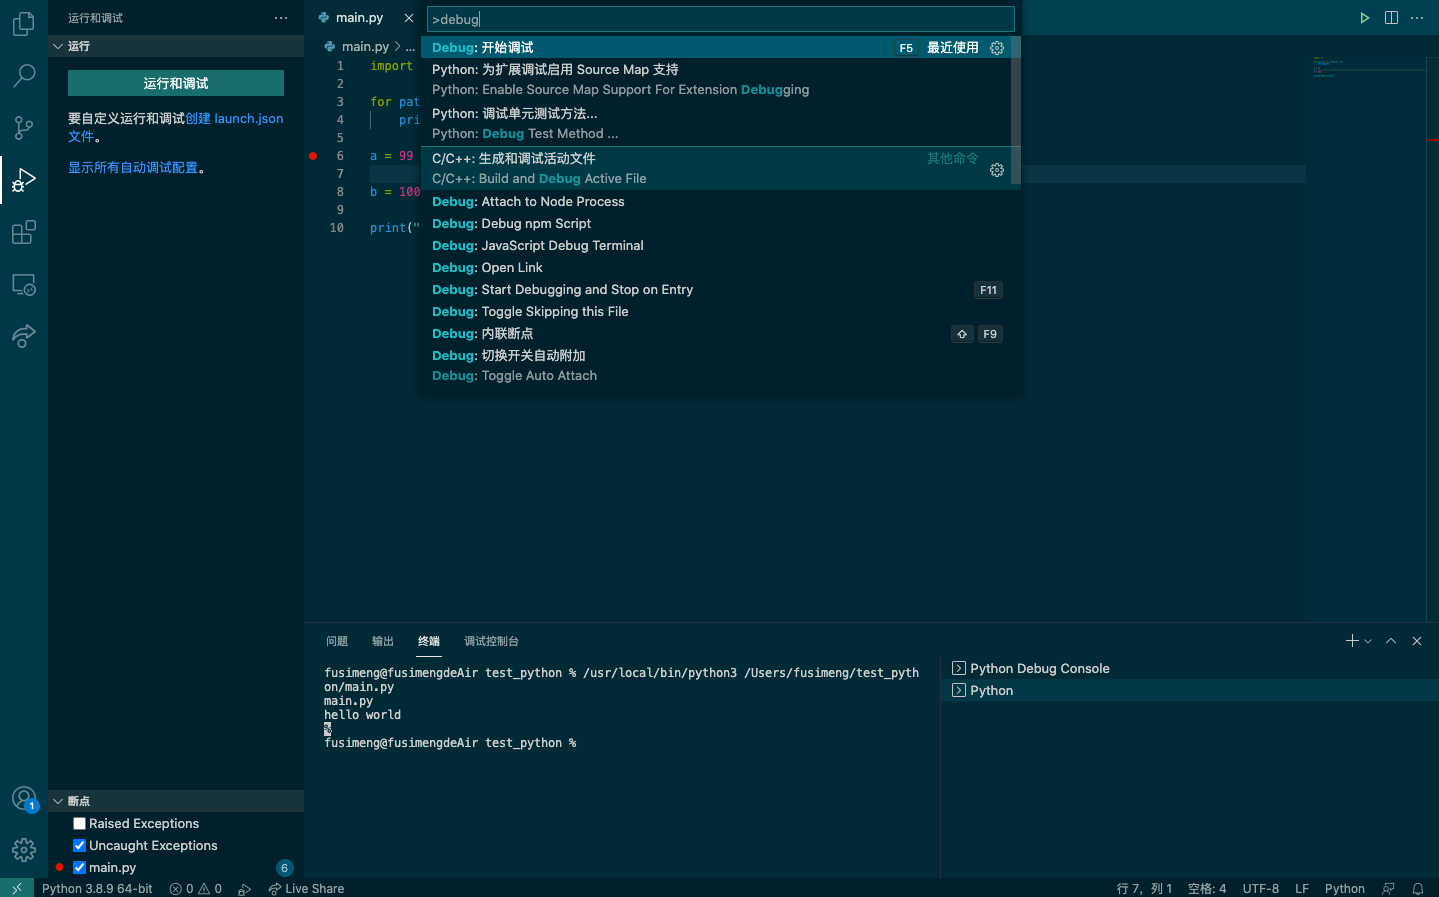 运行和调试
运行
运行和调试
要自定义运行和调试创建 launch.json
文件。
显示所有自动调试配置。
断点
Raised Exceptions
Uncaught Exceptions
main.py
6
1
main.py
main.py > ...
1 import
2
3 for pat
4 pri
5
6 a = 99
7
8 b = 100
9
10 print("
>debug
Debug: 开始调试 F5 最近使用
Python: 为扩展调试启用 Source Map 支持
Python: Enable Source Map Support For Extension Debugging
Python: 调试单元测试方法...
Python: Debug Test Method ...
C/C++: 生成和调试活动文件 其他命令
C/C++: Build and Debug Active File
Debug: Attach to Node Process
Debug: Debug npm Script
Debug: JavaScript Debug Terminal
Debug: Open Link
Debug: Start Debugging and Stop on Entry F11
Debug: Toggle Skipping this File
Debug: 内联断点 ⇧ F9
Debug: 切换开关自动附加
Debug: Toggle Auto Attach
问题 输出 终端 调试控制台
fusimeng@fusimengdeAir test_python % /usr/local/bin/python3 /Users/fusimeng/test_pyth
on/main.py
main.py
hello world
%
fusimeng@fusimengdeAir test_python %
Python Debug Console
Python
Python 3.8.9 64-bit 0 0 Live Share 行 7，列 1 空格: 4 UTF-8 LF Python